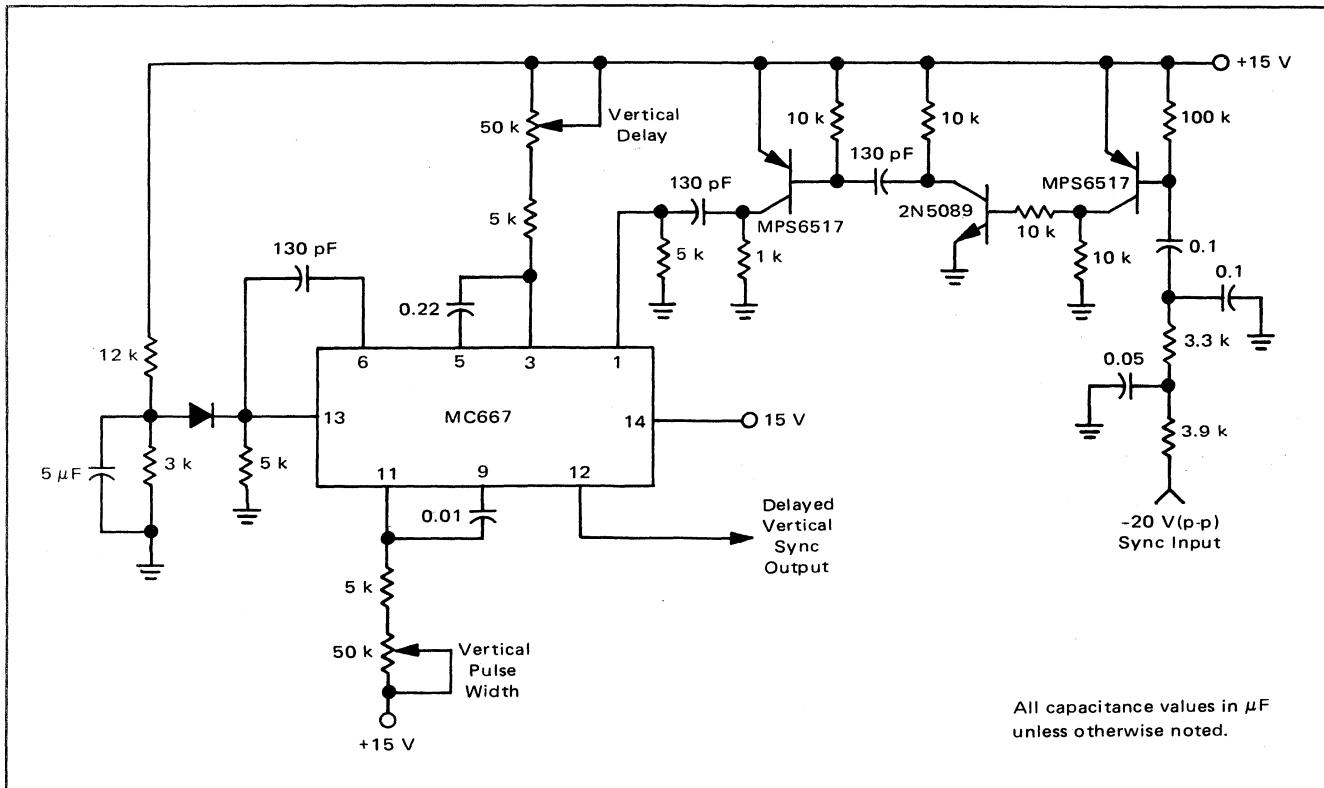 +15 V
50 k
Vertical
Delay
10 k
10 k
100 k
130 pF
130 pF
MPS6517
MPS6517
2N5089
5 k
10 k
5 k
1 k
10 k
0.1
0.1
130 pF
0.22
12 k
3.3 k
6
5
3
1
0.05
13
MC667
14
15 V
3.9 k
5 μF
3 k
5 k
11
9
12
0.01
Delayed
Vertical
Sync
Output
-20 V(p-p)
Sync Input
5 k
50 k
Vertical
Pulse
Width
+15 V
All capacitance values in μF
unless otherwise noted.